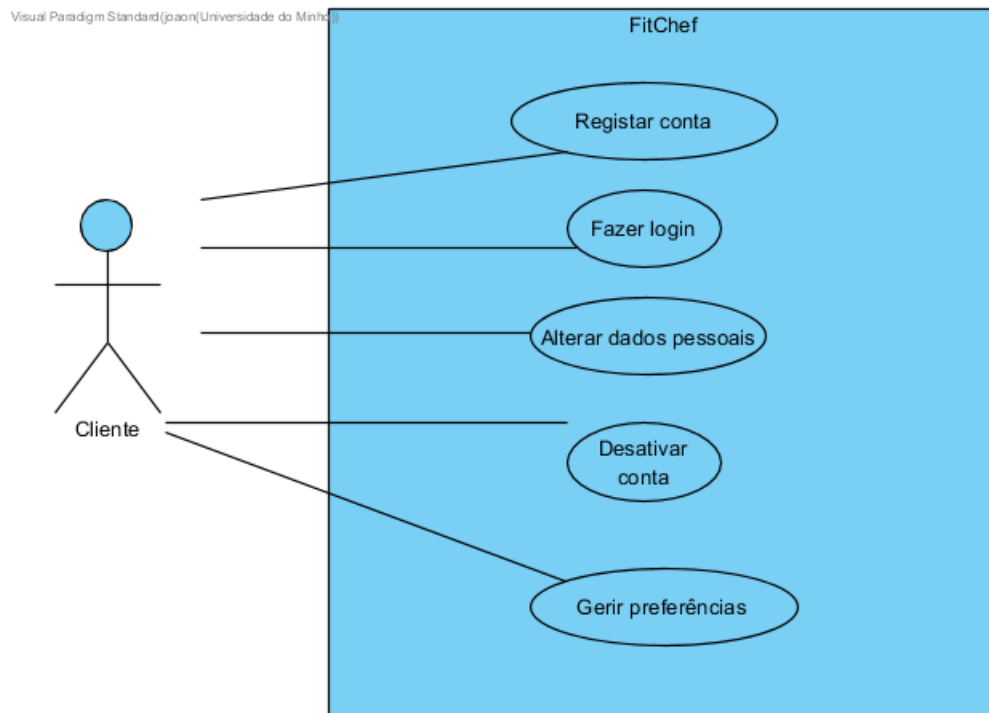 Visual Paradigm Standard(joaon(Universidade do Minho))
FitChef
Registar conta
Fazer login
Alterar dados pessoais
Cliente
Desativar
conta
Gerir preferências